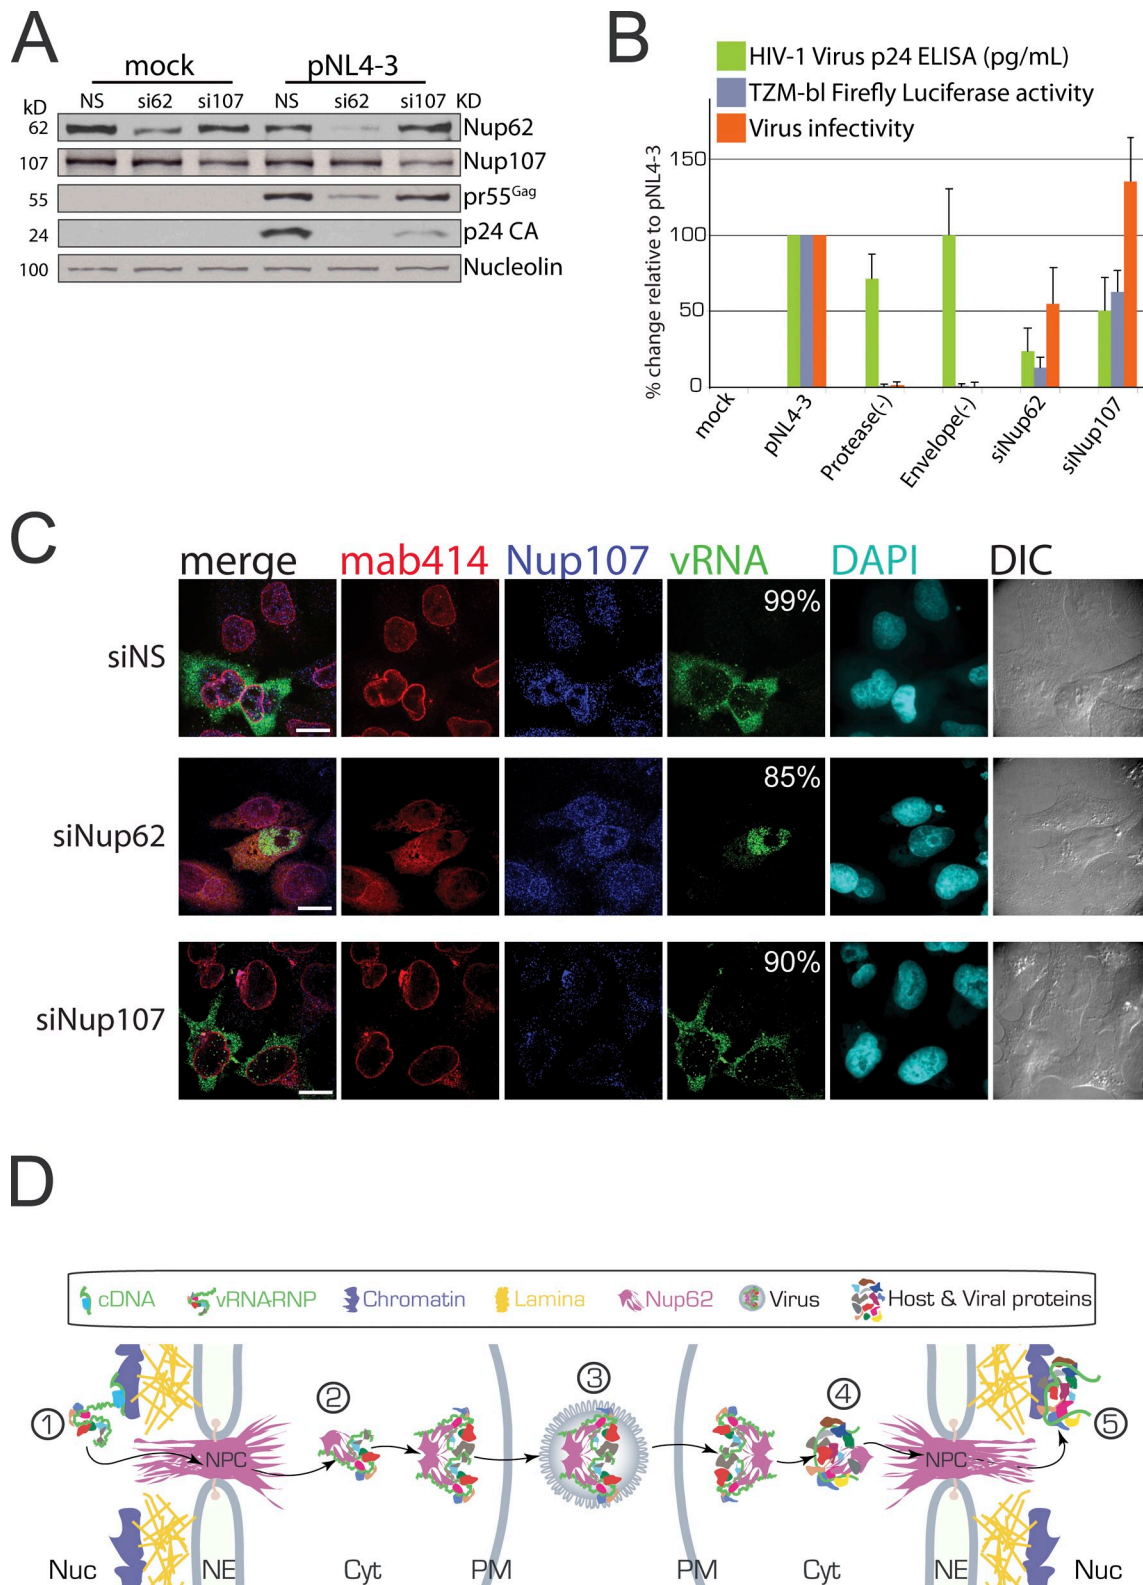 A
mock pNL4-3
kD NS si62 si107 NS si62 si107 KD
62 Nup62
107 Nup107
55 pr55Gag
24 p24 CA
100 Nucleolin
B
HIV-1 Virus p24 ELISA (pg/mL)
TZM-bl Firefly Luciferase activity
Virus infectivity
% change relative to pNL4-3
150
100
50
0
mock
pNL4-3
Protease(-)
Envelope(-)
siNup62
siNup107
C
merge mab414 Nup107 vRNA DAPI DIC
siNS 99%
siNup62 85%
siNup107 90%
D
cDNA vRNARNP Chromatin Lamina Nup62 Virus Host & Viral proteins
1 2 3 4 5
NPC NPC
Nuc NE Cyt PM PM Cyt NE Nuc